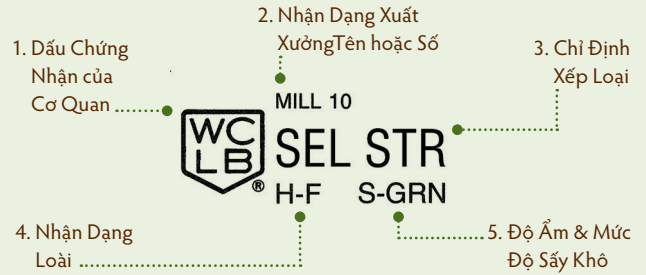 2. Nhận Dạng Xuất
XưởngTên hoặc Số
1. Dấu Chứng
Nhận của
Cơ Quan
3. Chỉ Định
Xếp Loại
MILL 10
WC
LB
®
SEL STR
H-F S-GRN
4. Nhận Dạng
Loài
5. Độ Ẩm & Mức
Độ Sấy Khô